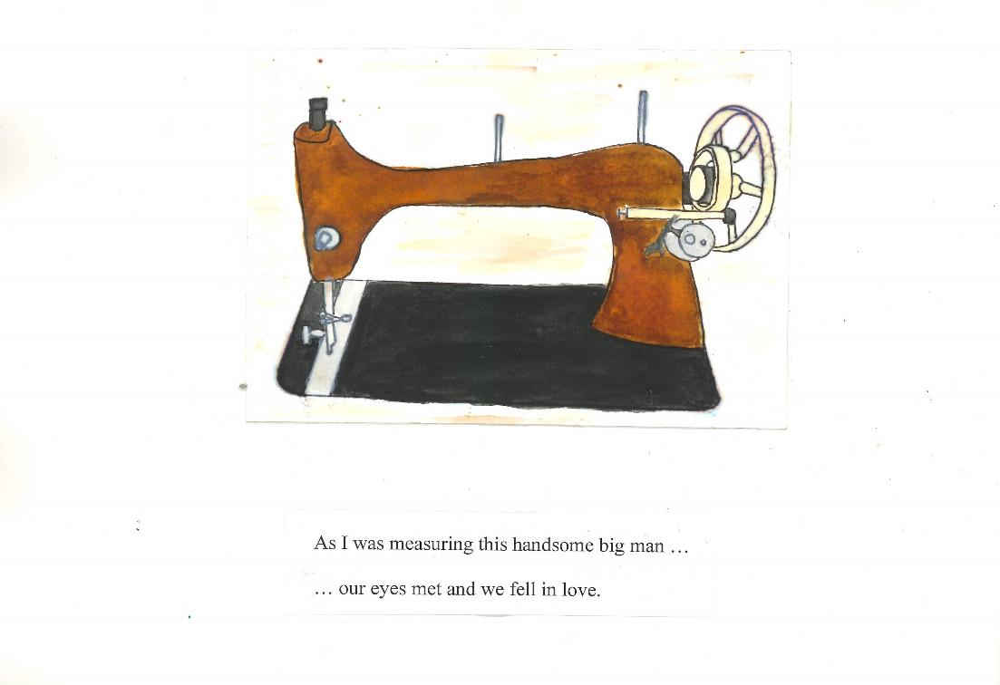 As I was measuring this handsome big man …
… our eyes met and we fell in love.